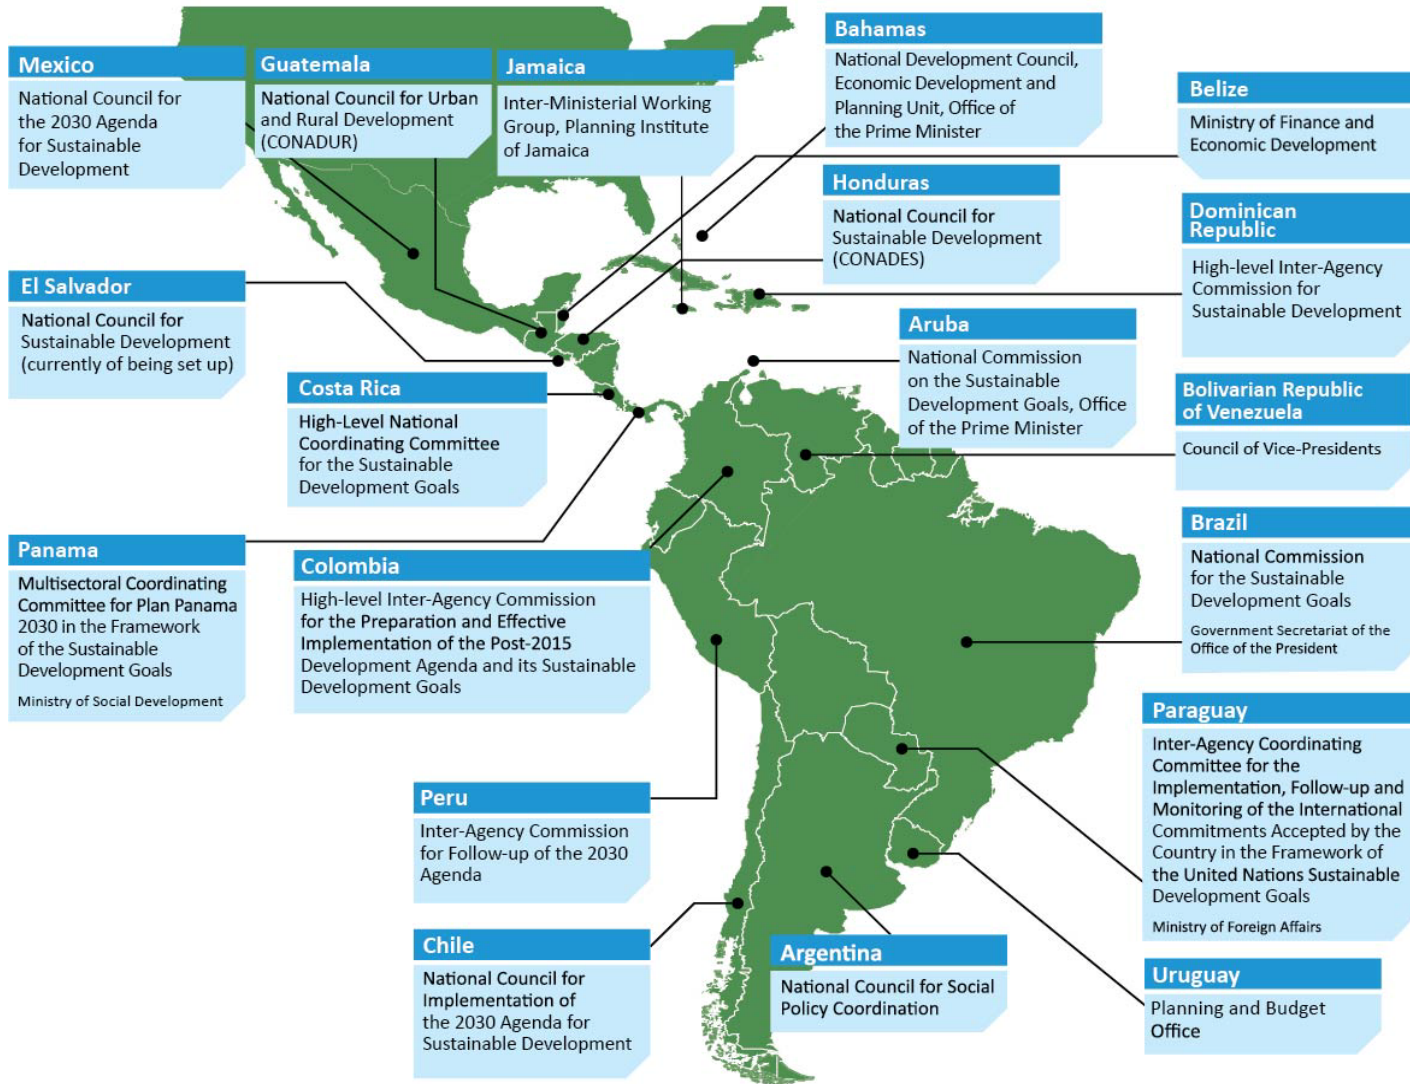 Mexico
National Council for
the 2030 Agenda
for Sustainable
Development
Guatemala
National Council for Urban
and Rural Development
(CONADUR)
Jamaica
Inter-Ministerial Working
Group, Planning Institute
of Jamaica
Bahamas
National Development Council,
Economic Development and
Planning Unit, Office of
the Prime Minister
Belize
Ministry of Finance and
Economic Development
Honduras
National Council for
Sustainable Development
(CONADES)
Dominican
Republic
High-level Inter-Agency
Commission for
Sustainable Development
El Salvador
National Council for
Sustainable Development
(currently of being set up)
Aruba
National Commission
on the Sustainable
Development Goals, Office
of the Prime Minister
Costa Rica
High-Level National
Coordinating Committee
for the Sustainable
Development Goals
Bolivarian Republic
of Venezuela
Council of Vice-Presidents
Panama
Multisectoral Coordinating
Committee for Plan Panama
2030 in the Framework
of the Sustainable
Development Goals
Ministry of Social Development
Colombia
High-level Inter-Agency Commission
for the Preparation and Effective
Implementation of the Post-2015
Development Agenda and its Sustainable
Development Goals
Brazil
National Commission
for the Sustainable
Development Goals
Government Secretariat of the
Office of the President
Paraguay
Inter-Agency Coordinating
Committee for the
Implementation, Follow-up and
Monitoring of the International
Commitments Accepted by the
Country in the Framework of
the United Nations Sustainable
Development Goals
Ministry of Foreign Affairs
Peru
Inter-Agency Commission
for Follow-up of the 2030
Agenda
Chile
National Council for
Implementation of
the 2030 Agenda for
Sustainable Development
Argentina
National Council for Social
Policy Coordination
Uruguay
Planning and Budget
Office